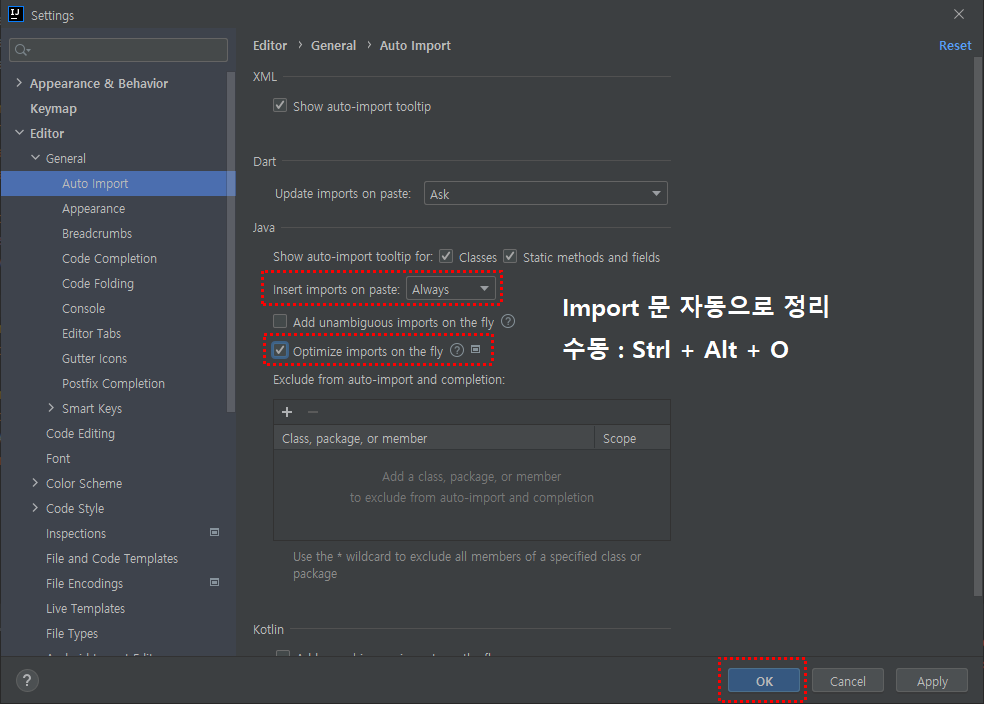 IJ Settings
Editor › General › Auto Import Reset
Appearance & Behavior
Keymap
Editor
General
Auto Import
Appearance
Breadcrumbs
Code Completion
Code Folding
Console
Editor Tabs
Gutter Icons
Postfix Completion
Smart Keys
Code Editing
Font
Color Scheme
Code Style
Inspections
File and Code Templates
File Encodings
Live Templates
File Types
XML
Show auto-import tooltip
Dart
Update imports on paste: Ask
Java
Show auto-import tooltip for: Classes Static methods and fields
Insert imports on paste: Always
Add unambiguous imports on the fly ?
Optimize imports on the fly ?
Exclude from auto-import and completion:
+ −
Class, package, or member Scope
Add a class, package, or member
to exclude from auto-import and completion
Use the * wildcard to exclude all members of a specified class or
package
Kotlin
Import 문 자동으로 정리
수동 : Strl + Alt + O
? OK Cancel Apply